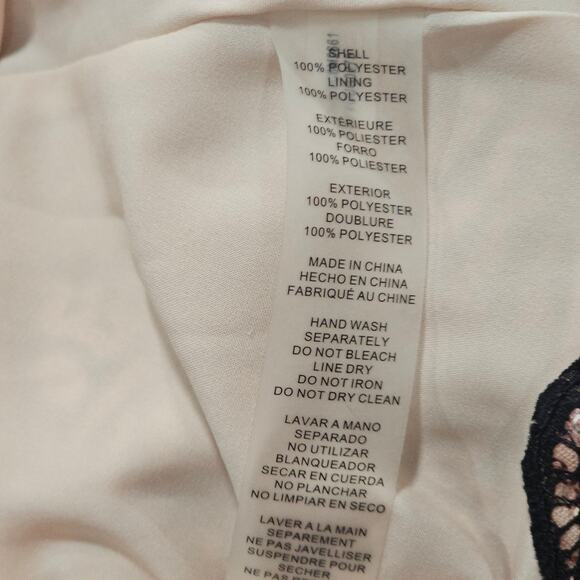 SHELL
100% POLYESTER
LINING
100% POLYESTER
EXTÉRIEURE
100% POLIESTER
FORRO
100% POLIESTER
EXTERIOR
100% POLYESTER
DOUBLURE
100% POLYESTER
MADE IN CHINA
HECHO EN CHINA
FABRIQUÉ AU CHINE
HAND WASH
SEPARATELY
DO NOT BLEACH
LINE DRY
DO NOT IRON
DO NOT DRY CLEAN
LAVAR A MANO
SEPARADO
NO UTILIZAR
BLANQUEADOR
SECAR EN CUERDA
NO PLANCHAR
NO LIMPIAR EN SECO
LAVER A LA MAIN
SEPAREMENT
NE PAS JAVELLISER
SUSPENDRE POUR
SECHER
NE PAS